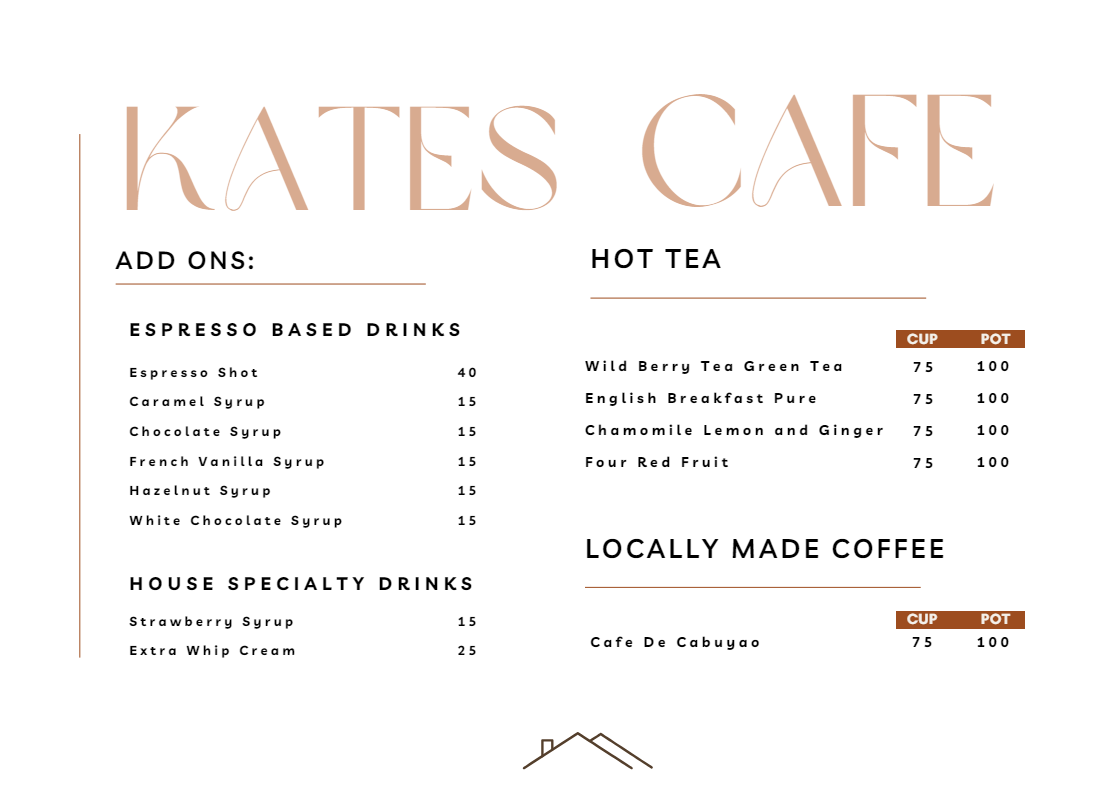 KATES CAFE
ADD ONS:
ESPRESSO BASED DRINKS
Espresso Shot 40
Caramel Syrup 15
Chocolate Syrup 15
French Vanilla Syrup 15
Hazelnut Syrup 15
White Chocolate Syrup 15
HOUSE SPECIALTY DRINKS
Strawberry Syrup 15
Extra Whip Cream 25
HOT TEA
CUP POT
Wild Berry Tea Green Tea 75 100
English Breakfast Pure 75 100
Chamomile Lemon and Ginger 75 100
Four Red Fruit 75 100
LOCALLY MADE COFFEE
CUP POT
Cafe De Cabuyao 75 100